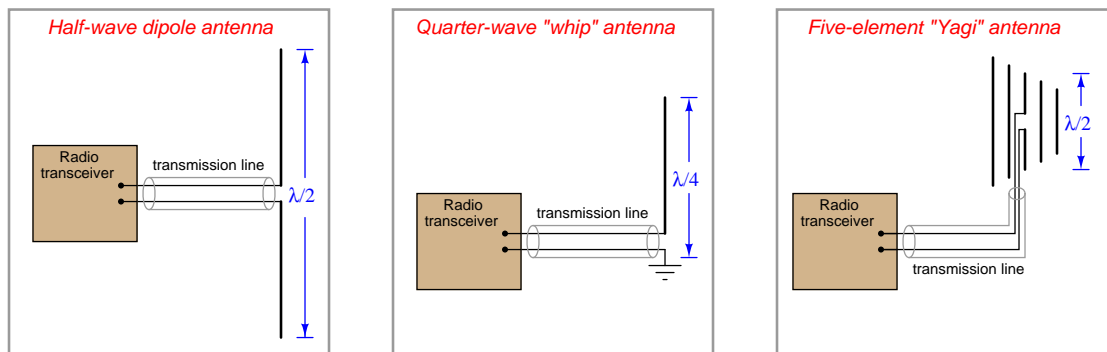 Half-wave dipole antenna
Radio
transceiver
transmission line
λ/2
Quarter-wave "whip" antenna
Radio
transceiver
transmission line
λ/4
Five-element "Yagi" antenna
Radio
transceiver
transmission line
λ/2